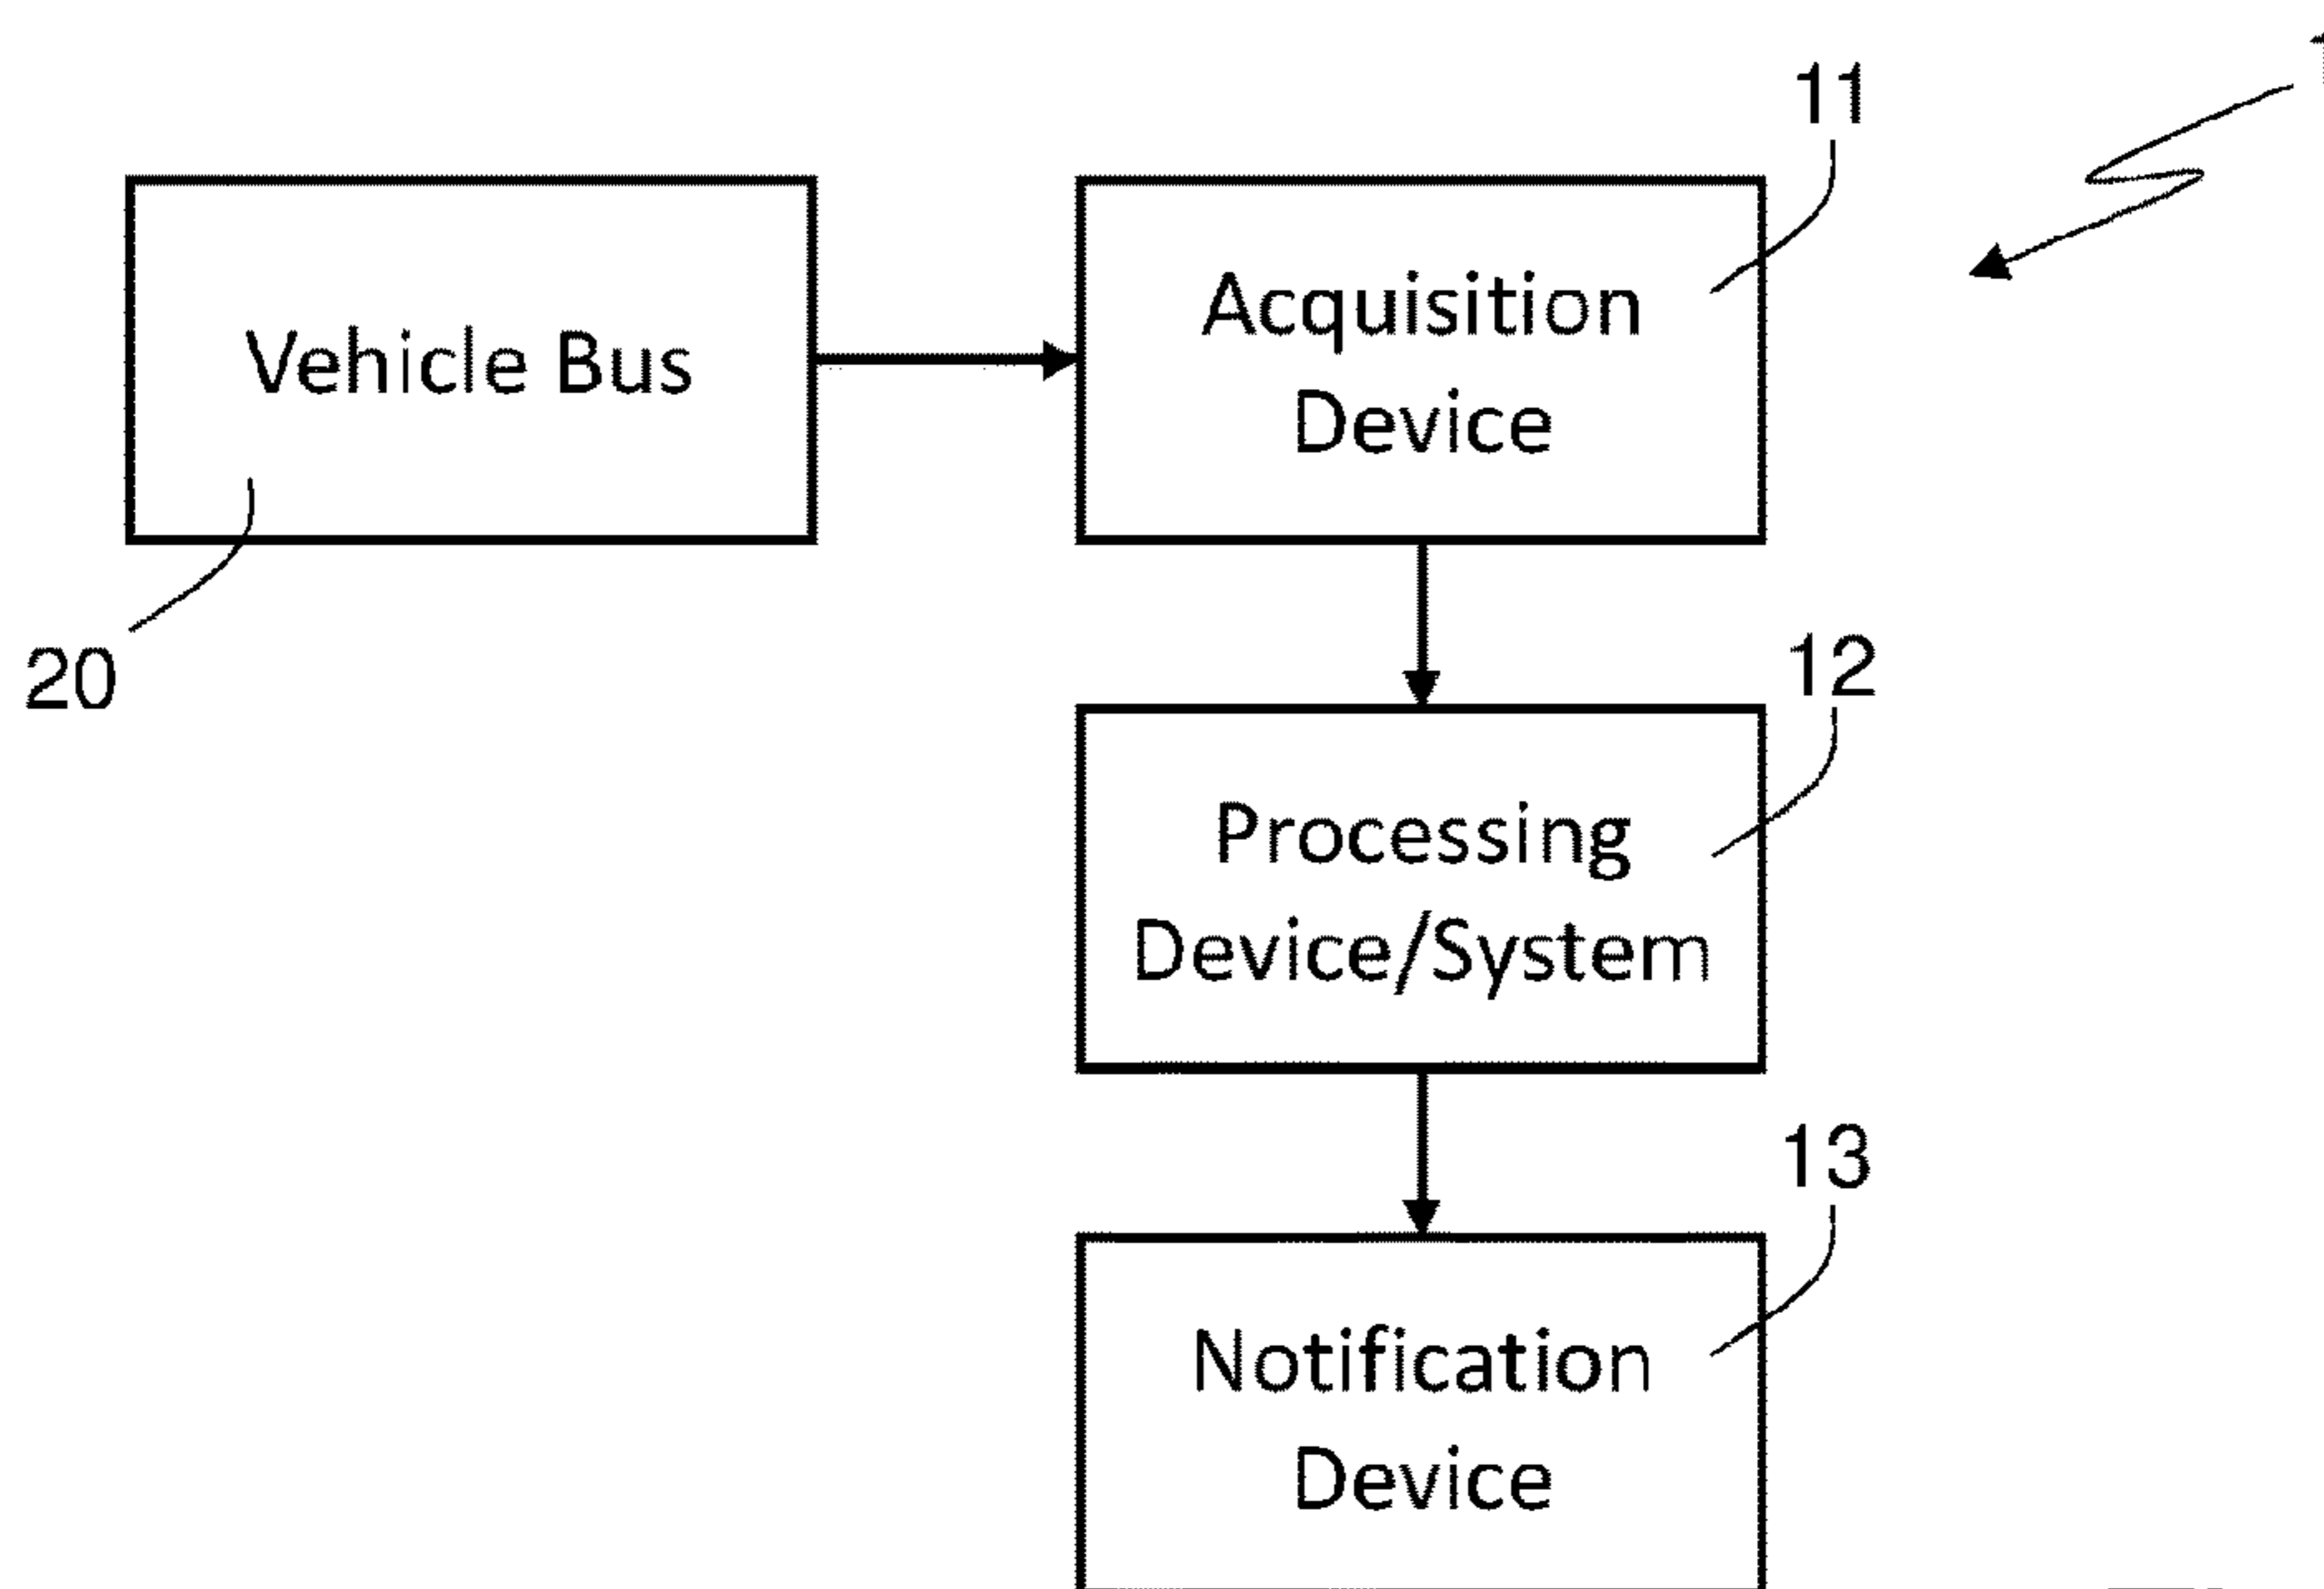 11
Vehicle Bus
Acquisition
Device
20
12
Processing
Device/System
13
Notification
Device